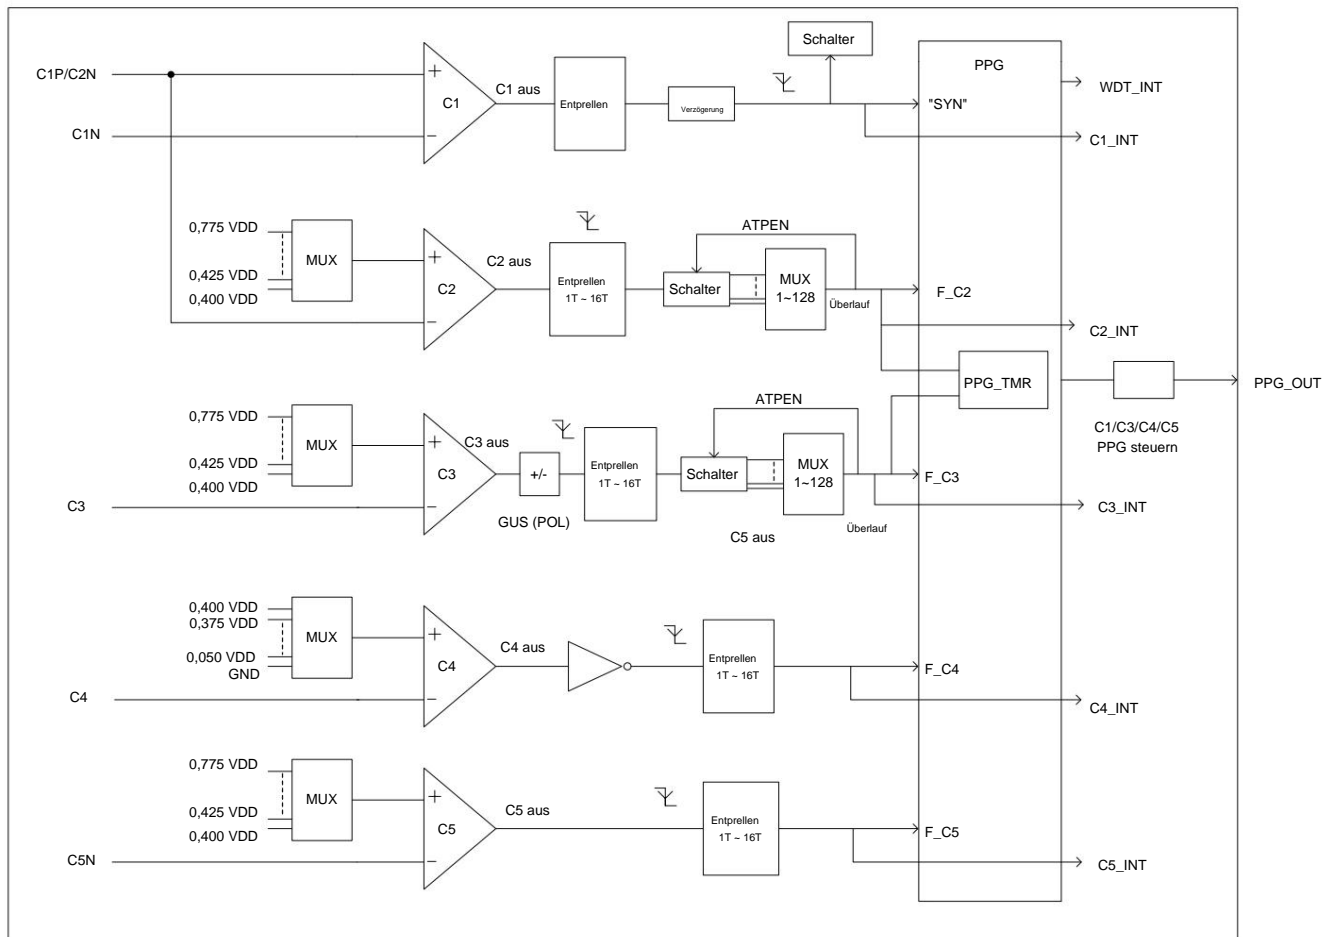 Schalter
PPG
C1P/C2N
+
C1
C1 aus
Entprellen
Verzögerung
"SYN"
WDT_INT
C1N
−
C1_INT
0,775 VDD
0,425 VDD
0,400 VDD
MUX
+
C2
−
C2 aus
Entprellen
1T ~ 16T
ATPEN
Schalter
MUX
1~128
Überlauf
F_C2
C2_INT
PPG_TMR
PPG_OUT
C1/C3/C4/C5
PPG steuern
0,775 VDD
0,425 VDD
0,400 VDD
MUX
+
C3
−
C3 aus
+/-
GUS (POL)
Entprellen
1T ~ 16T
ATPEN
Schalter
MUX
1~128
C5 aus
Überlauf
F_C3
C3
C3_INT
0,400 VDD
0,375 VDD
0,050 VDD
GND
MUX
+
C4
−
C4 aus
Entprellen
1T ~ 16T
F_C4
C4
C4_INT
0,775 VDD
0,425 VDD
0,400 VDD
MUX
+
C5
−
C5 aus
Entprellen
1T ~ 16T
F_C5
C5N
C5_INT